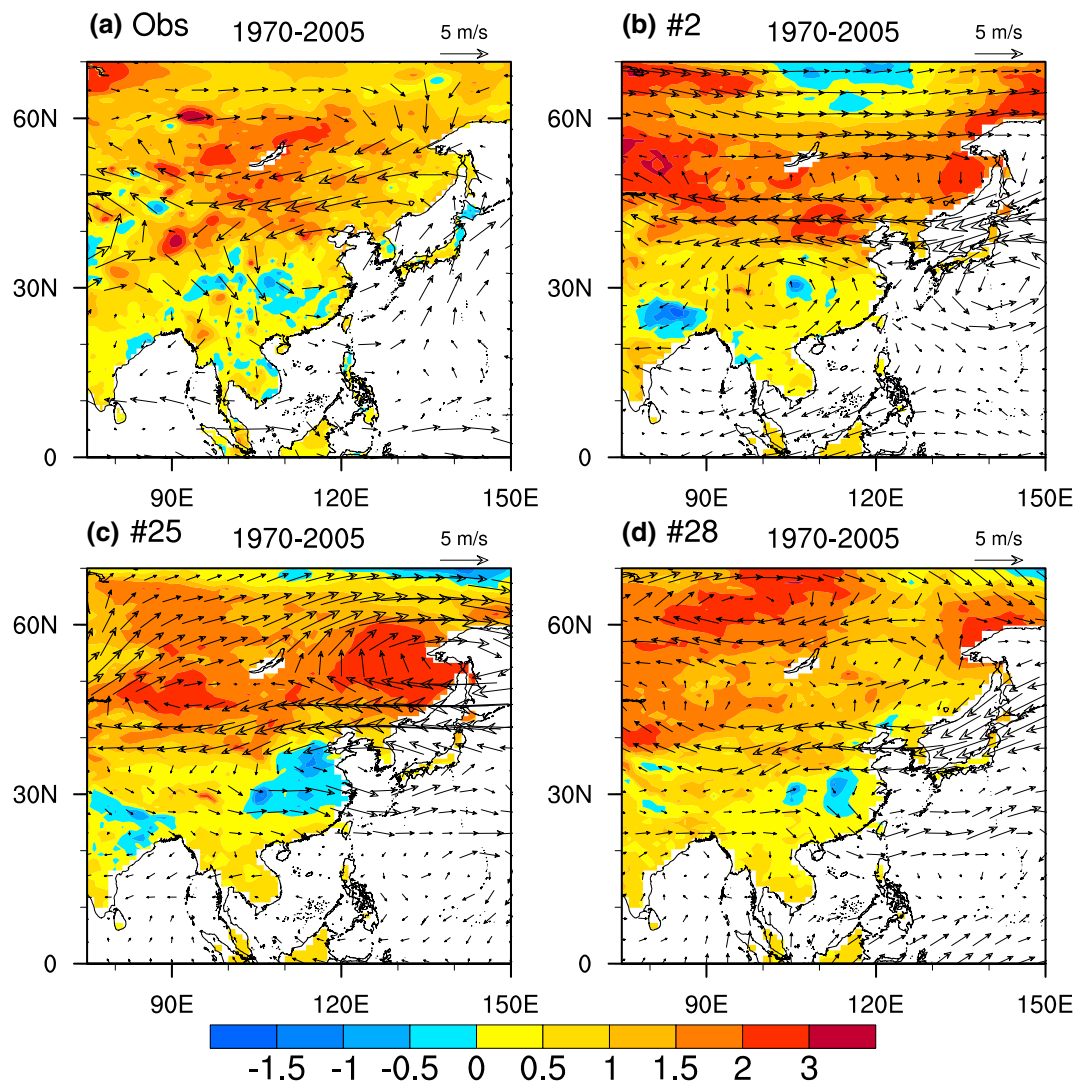 (a) Obs 1970-2005 5 m/s
60N
30N
0
90E 120E 150E
(b) #2 1970-2005 5 m/s
60N
30N
0
90E 120E 150E
(c) #25 1970-2005 5 m/s
60N
30N
0
90E 120E 150E
(d) #28 1970-2005 5 m/s
60N
30N
0
90E 120E 150E
-1.5 -1 -0.5 0 0.5 1 1.5 2 3